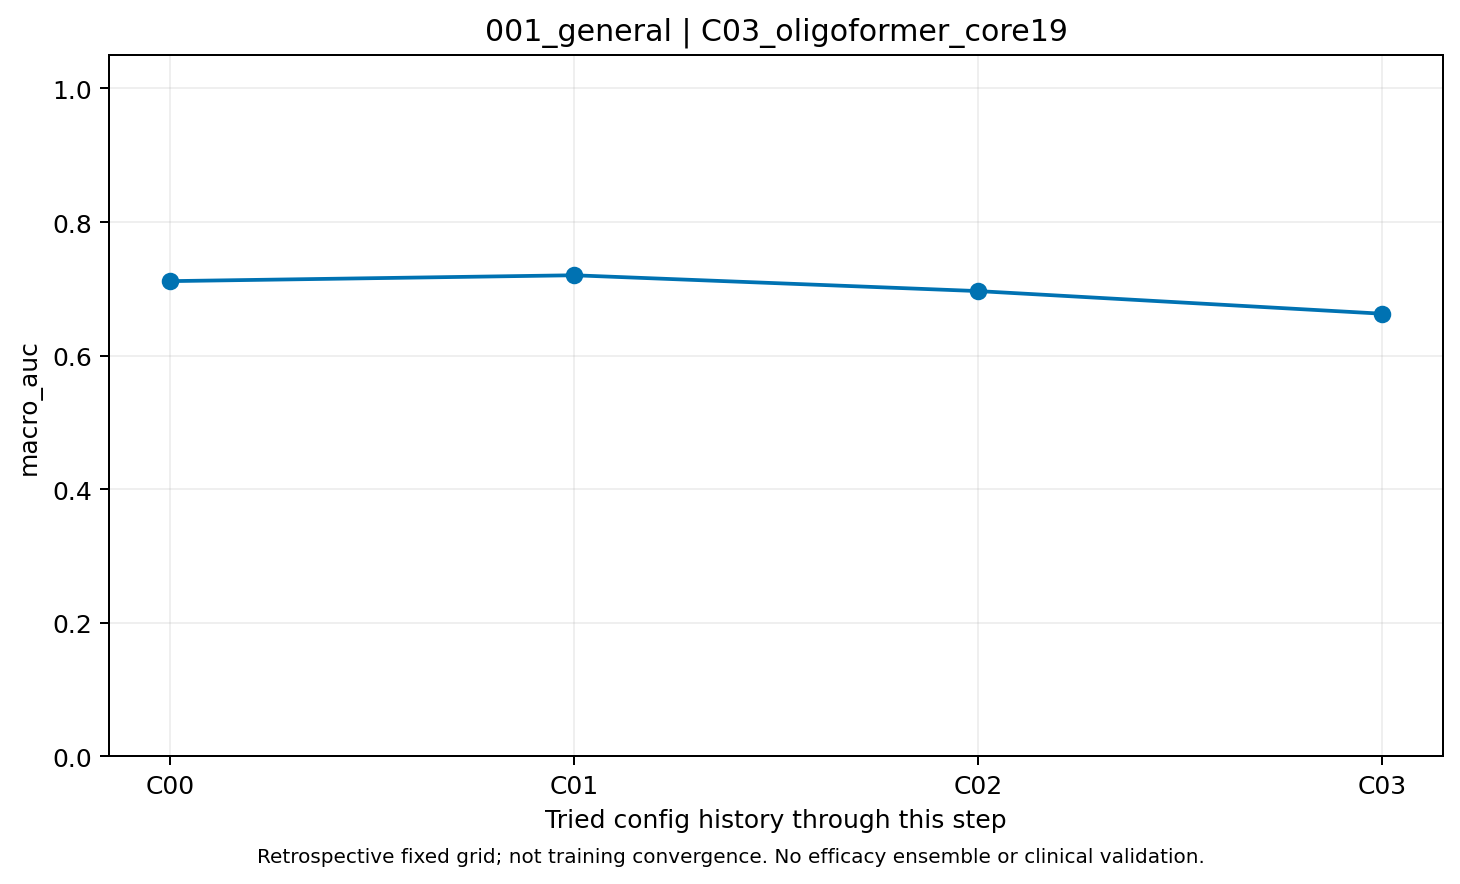 001_general | C03_oligoformer_core19
macro_auc
1.0
0.8
0.6
0.4
0.2
0.0
C00 C01 C02 C03
Tried config history through this step
Retrospective fixed grid; not training convergence. No efficacy ensemble or clinical validation.